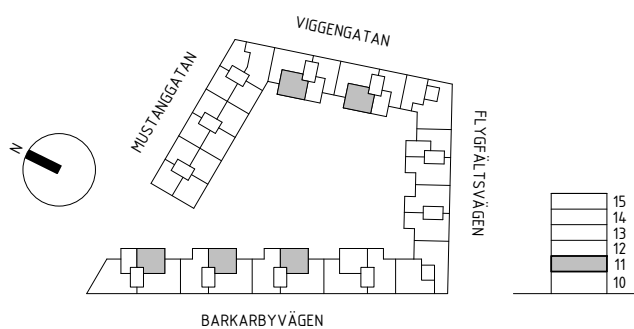 VIGGENGATAN
MUSTANGGATAN
FLYGFÄLTSVÄGEN
N
15
14
13
12
11
10
BARKARBYVÄGEN